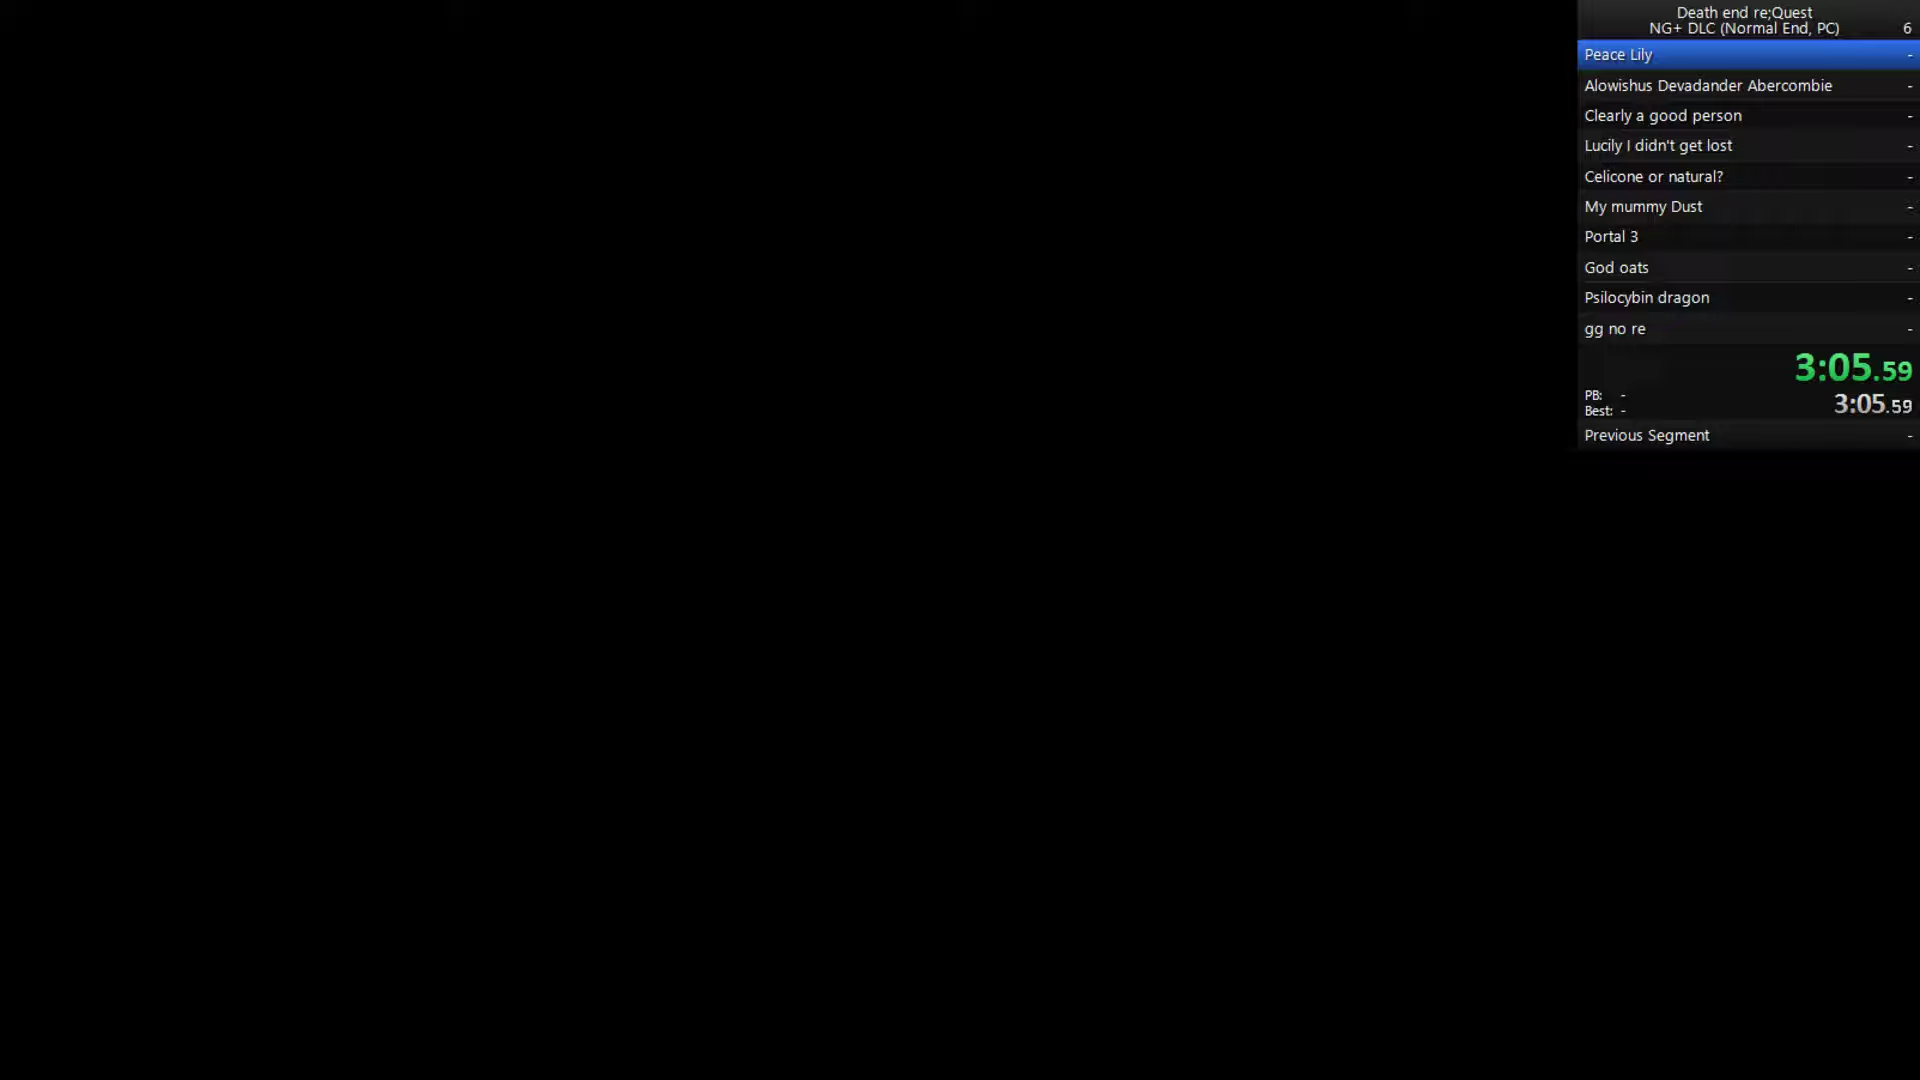 Death end re;Quest
NG+ DLC (Normal End, PC) 6
Peace Lily -
Alowishus Devadander Abercombie -
Clearly a good person -
Lucily I didn't get lost -
Celicone or natural? -
My mummy Dust -
Portal 3 -
God oats -
Psilocybin dragon -
gg no re -
3:05.59
PB: -
3:05.59
Best: -
Previous Segment -